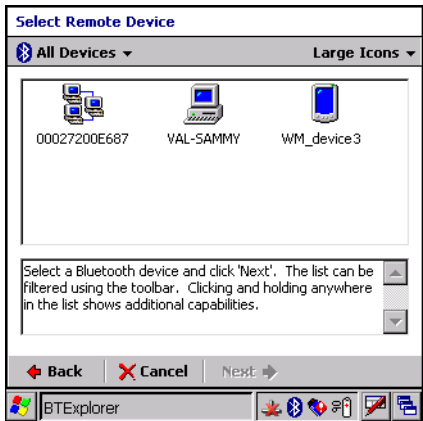 Select Remote Device
All Devices Large Icons
00027200E687 VAL-SAMMY WM_device3
Select a Bluetooth device and click 'Next'. The list can be
filtered using the toolbar. Clicking and
holding anywhere
in the list shows additional capabilities.
Back Cancel Next
BTExplorer